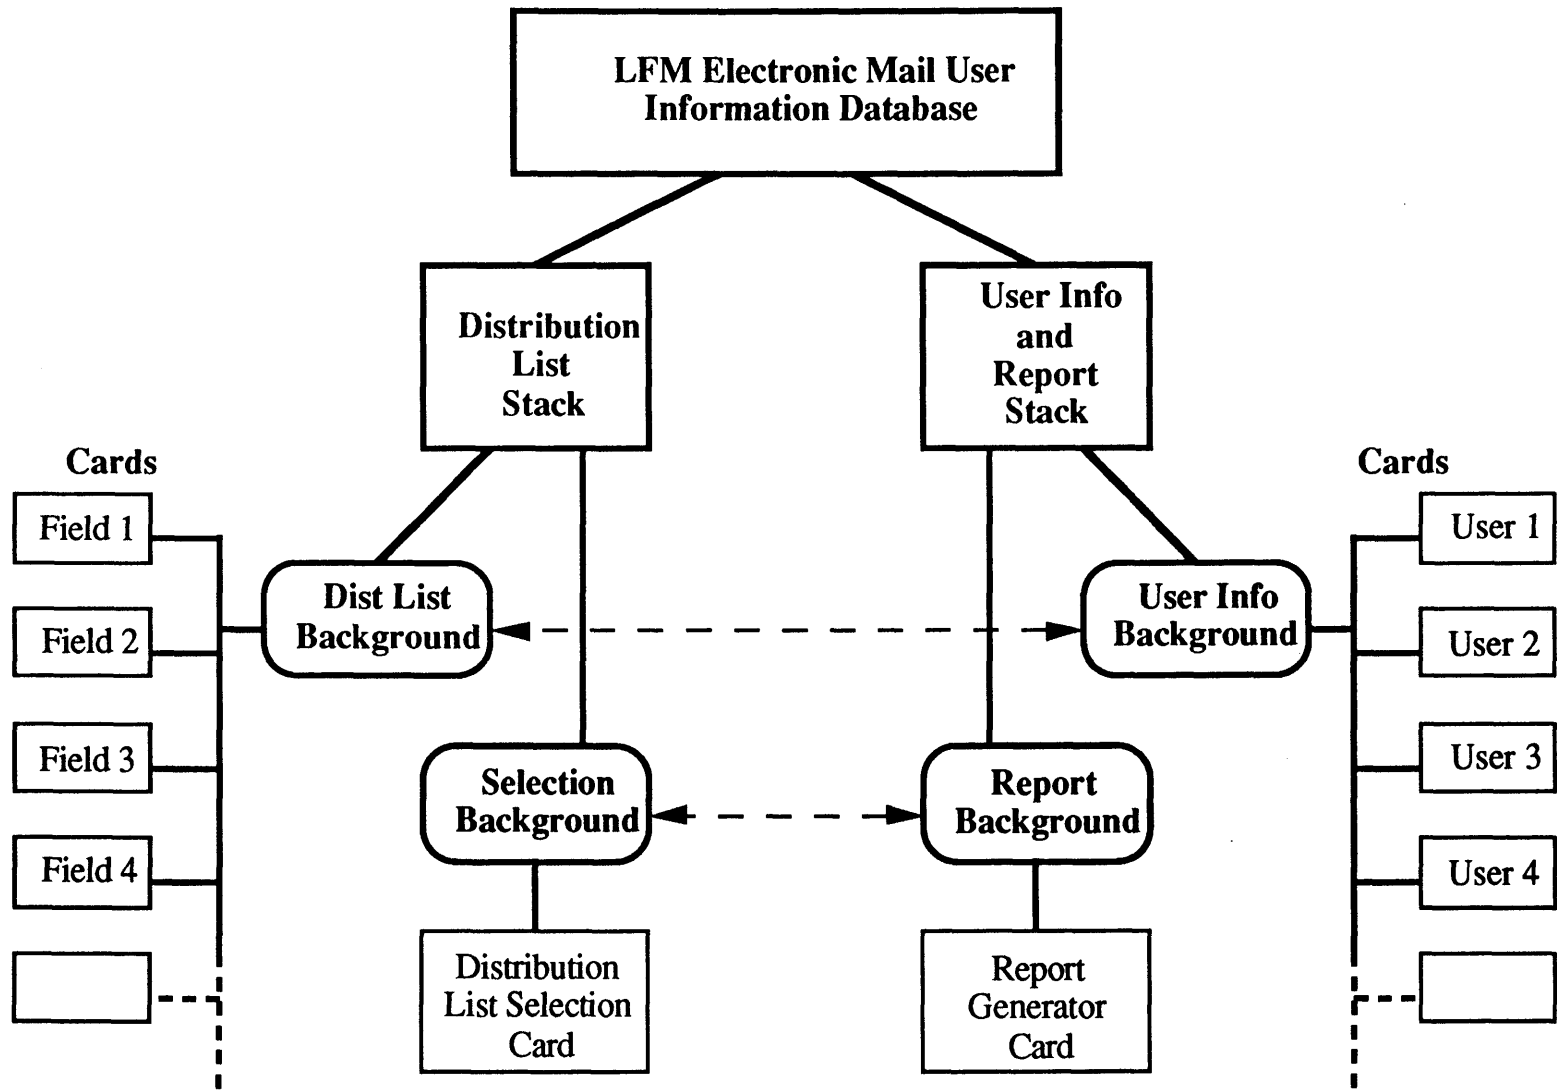 LFM Electronic Mail User
Information Database
Distribution
List
Stack
User Info
and
Report
Stack
Cards
Field 1
Field 2
Field 3
Field 4
Dist List
Background
User Info
Background
Cards
User 1
User 2
User 3
User 4
Selection
Background
Report
Background
Distribution
List Selection
Card
Report
Generator
Card